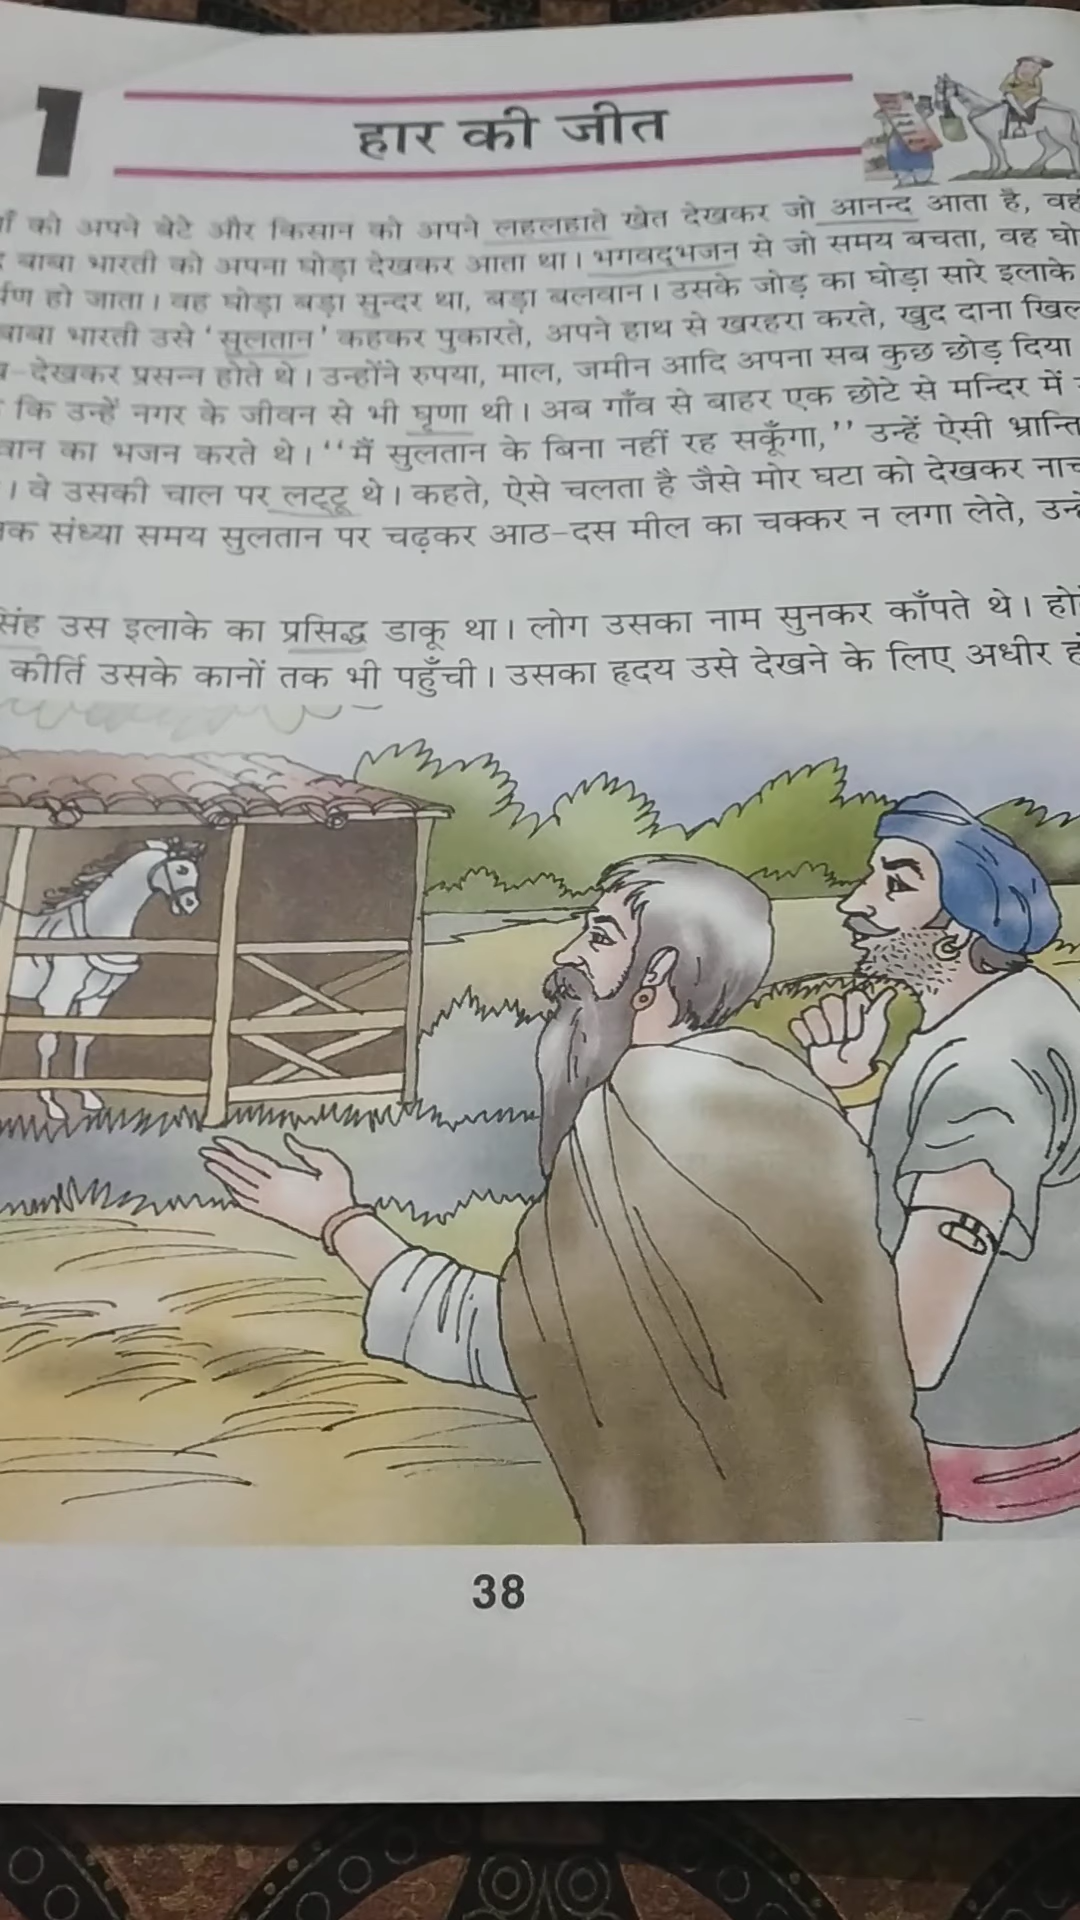 1
हार की जीत
को अपने बेटे और किसान को अपने लहलहाते खेत देखकर जो आनन्द आता है,
बाबा भारती को अपना घोड़ा देखकर आता था। भगवद्भजन से जो समय बचता, वह
हो जाता। वह घोड़ा बड़ा सुन्दर था, बड़ा बलवान। उसके जोड़ का घोड़ा सारे इलाके
बाबा भारती उसे 'सुलतान' कहकर पुकारते, अपने हाथ से खरहरा करते, खुद दाना
देखकर प्रसन्न होते थे। उन्होंने रुपया, माल, जमीन आदि अपना सब कुछ छोड़ दिया
कि उन्हें नगर के जीवन से भी घृणा थी। अब गाँव से बाहर एक छोटे से मन्दिर में
का भजन करते थे। ''मैं सुलतान के बिना नहीं रह सकूँगा,'' उन्हें ऐसी भ्रान्ति
। वे उसकी चाल पर लट्टू थे। कहते, ऐसे चलता है जैसे मोर घटा को देखकर
संध्या समय सुलतान पर चढ़कर आठ-दस मील का चक्कर न लगा लेते,
सिंह उस इलाके का प्रसिद्ध डाकू था। लोग उसका नाम सुनकर काँपते थे।
कीर्ति उसके कानों तक भी पहुँची। उसका हृदय उसे देखने के लिए अधीर
38